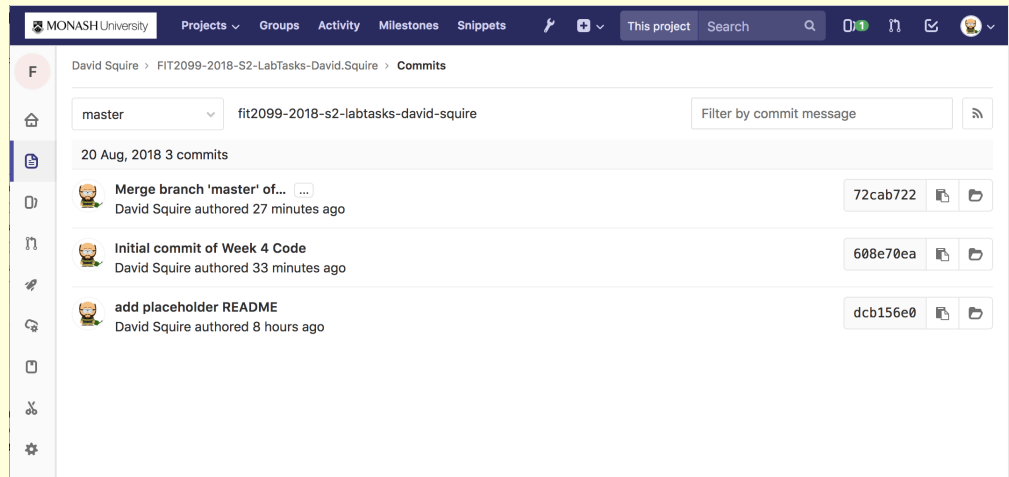 MONASH University Projects Groups Activity Milestones Snippets This project Search 1
F
David Squire > FIT2099-2018-S2-LabTasks-David.Squire > Commits
master fit2099-2018-s2-labtasks-david-squire Filter by commit message
20 Aug, 2018 3 commits
Merge branch 'master' of... ...
David Squire authored 27 minutes ago
72cab722
Initial commit of Week 4 Code
David Squire authored 33 minutes ago
608e70ea
add placeholder README
David Squire authored 8 hours ago
dcb156e0